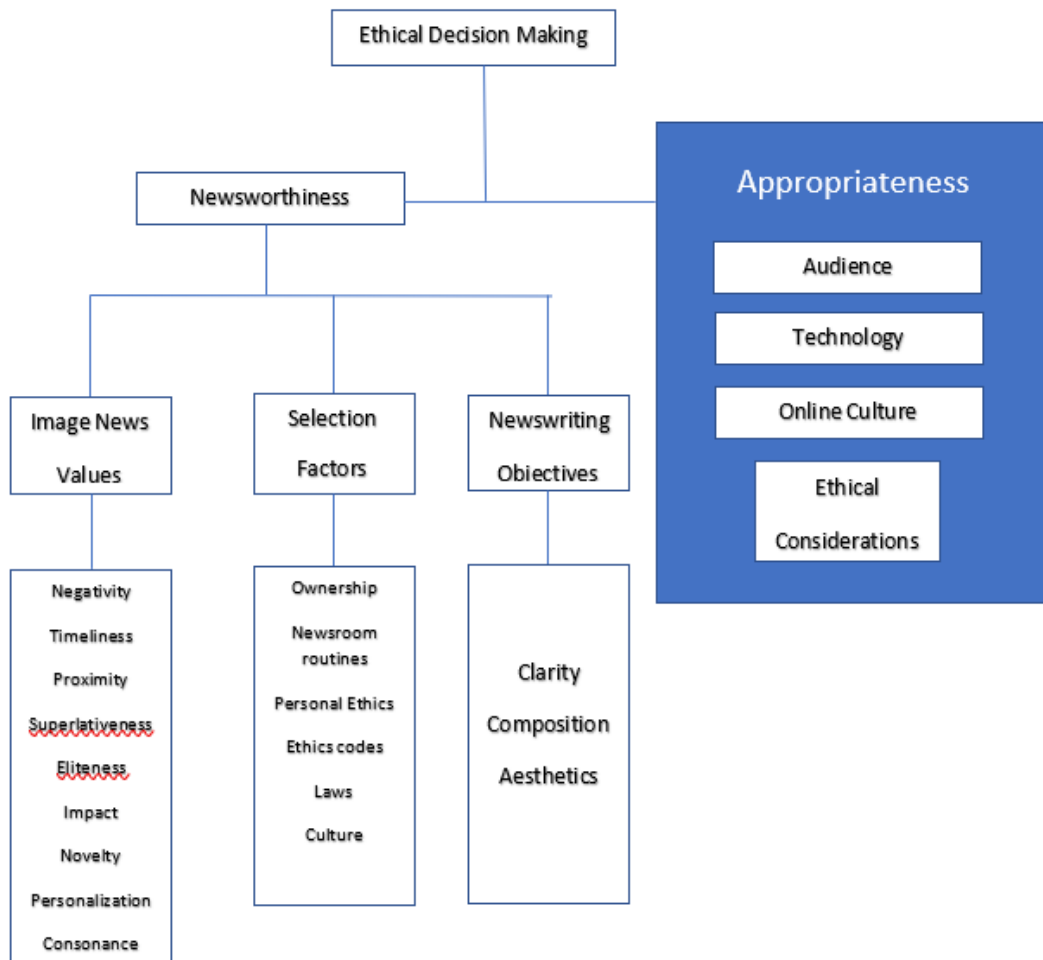 Ethical Decision Making
Newsworthiness
Appropriateness
Audience
Technology
Online Culture
Ethical
Considerations
Image News
Values
Selection
Factors
Newswriting
Objectives
Negativity
Timeliness
Proximity
Superlativeness
Eliteness
Impact
Novelty
Personalization
Consonance
Ownership
Newsroom
routines
Personal Ethics
Ethics codes
Laws
Culture
Clarity
Composition
Aesthetics